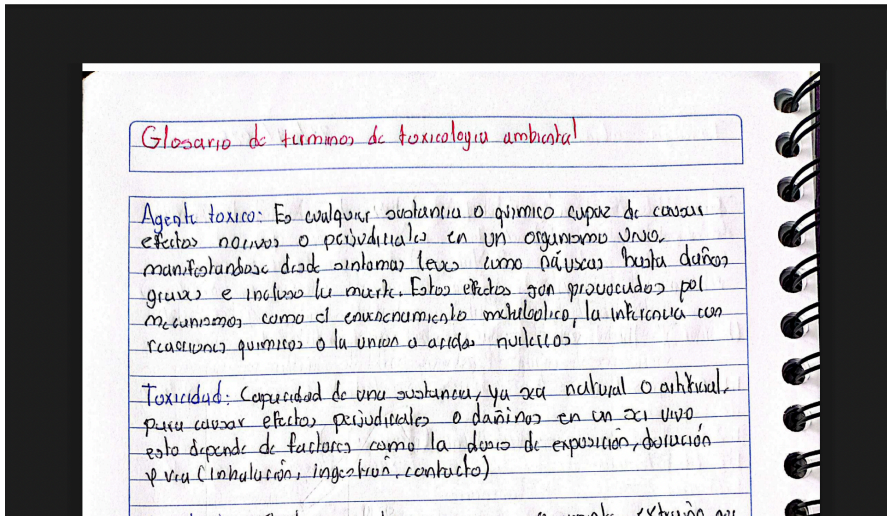 Glosario de terminos de toxicologia ambiental
Agente toxico: Es cualquier sustancia o químico capaz de causar
efectos nocivos o perjudiciales en un organismo vivo,
manifestandose desde sintomas leves como náuseas hasta daños
graves e incluso la muerte. Estos efectos son provocados por
mecanismos como el envenenamiento metabolico, la inferencia con
reacciones quimicas o la union a acidos nucleicos
Toxicidad: Capacidad de una sustancia, ya sea natural o artificial,
para causar efectos perjudiciales o dañinos en un ser vivo
esto depende de factores como la dosis de exposición, duración
y via (inhalación, ingestión, contacto)